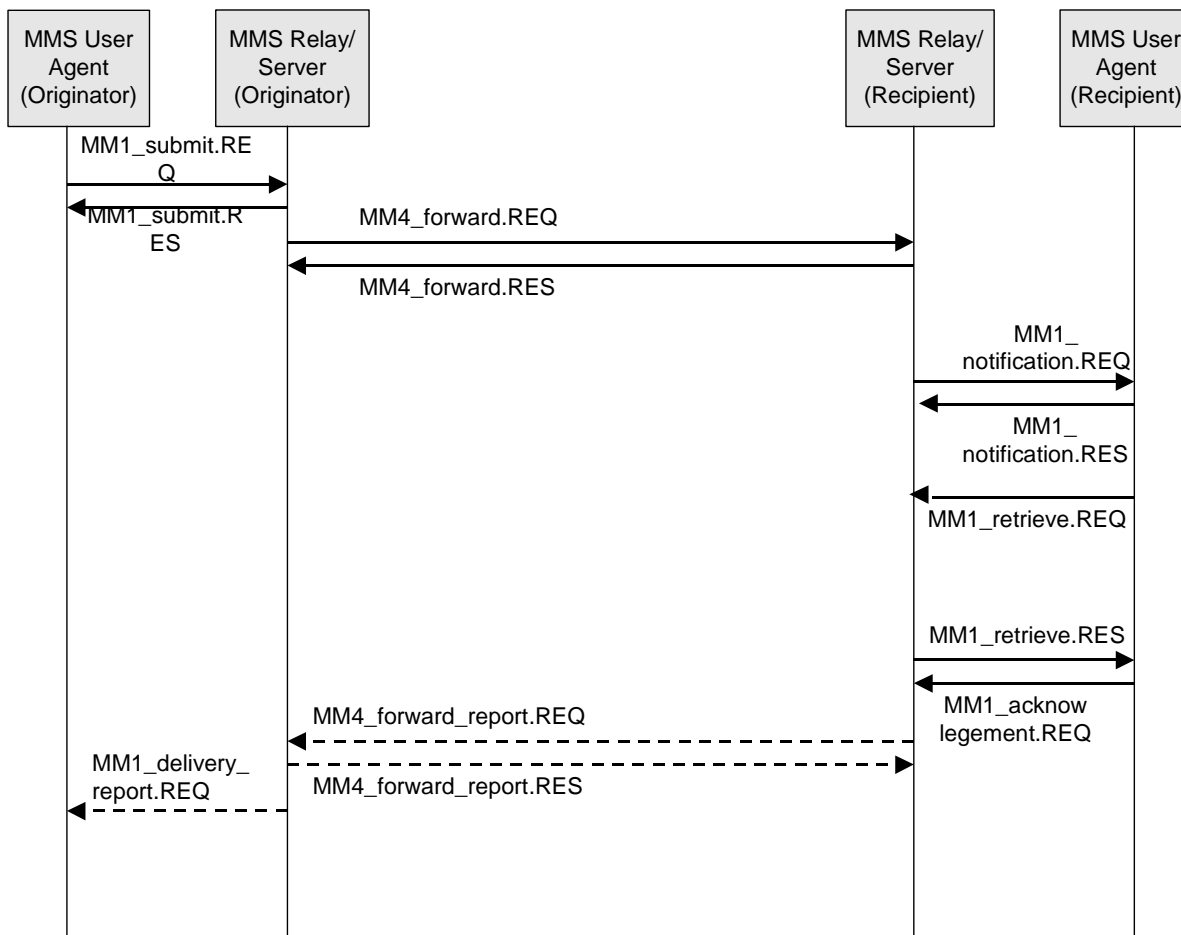 MMS User
Agent
(Originator)
MMS Relay/
Server
(Originator)
MMS Relay/
Server
(Recipient)
MMS User
Agent
(Recipient)
MM1_submit.RE
Q
MM1_submit.R
ES
MM4_forward.REQ
MM4_forward.RES
MM1_
notification.REQ
MM1_
notification.RES
MM1_retrieve.REQ
MM1_retrieve.RES
MM1_acknow
legement.REQ
MM4_forward_report.REQ
MM1_delivery_
report.REQ
MM4_forward_report.RES